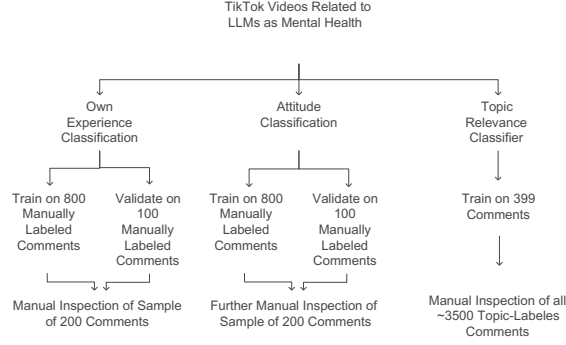 TikTok Videos Related to
LLMs as Mental Health
Own
Experience
Classification
Attitude
Classification
Topic
Relevance
Classifier
Train on 800
Manually
Labeled
Comments
Validate on
100
Manually
Labeled
Comments
Train on 800
Manually
Labeled
Comments
Validate on
100
Manually
Labeled
Comments
Train on 399
Comments
Manual Inspection of Sample
of 200 Comments
Further Manual Inspection of
Sample of 200 Comments
Manual Inspection of all
~3500 Topic-Labeles
Comments